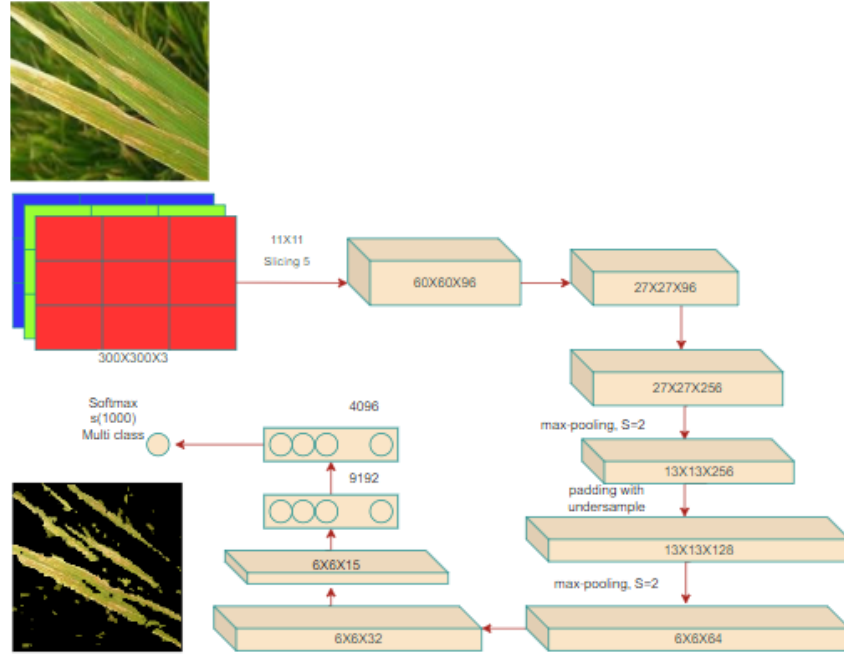 11X11
Slicing 5
60X60X96
27X27X96
300X300X3
27X27X256
max-pooling, S=2
13X13X256
padding with
undersample
13X13X128
max-pooling, S=2
6X6X64
6X6X32
6X6X15
9192
4096
Softmax
s(1000)
Multi class